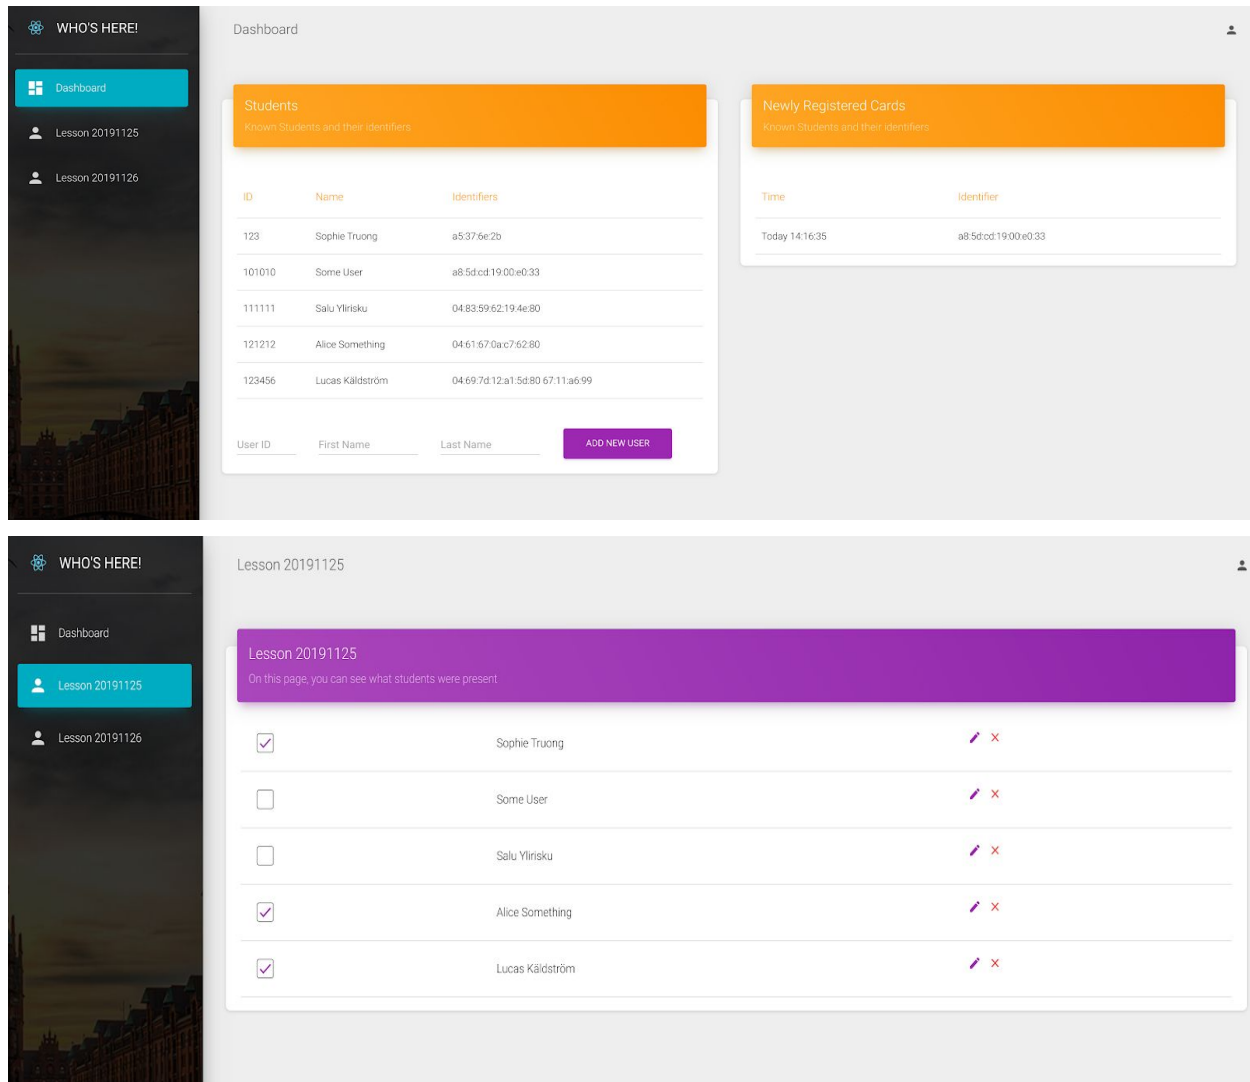 WHO'S HERE!
Dashboard
Lesson 20191125
Lesson 20191126
Dashboard
Students
Known Students and their identifiers
ID Name Identifiers
123 Sophie Truong a5:37:6e:2b
101010 Some User a8:5d:cd:19:00:e0:33
111111 Salu Ylirisku 04:83:59:62:19:4e:80
121212 Alice Something 04:61:67:0a:c7:62:80
123456 Lucas Käldström 04:69:7d:12:a1:5d:80 67:11:a6:99
User ID First Name Last Name ADD NEW USER
Newly Registered Cards
Known Students and their identifiers
Time Identifier
Today 14:16:35 a8:5d:cd:19:00:e0:33
WHO'S HERE!
Dashboard
Lesson 20191125
Lesson 20191126
Lesson 20191125
Lesson 20191125
On this page, you can see what students were present
Sophie Truong
Some User
Salu Ylirisku
Alice Something
Lucas Käldström